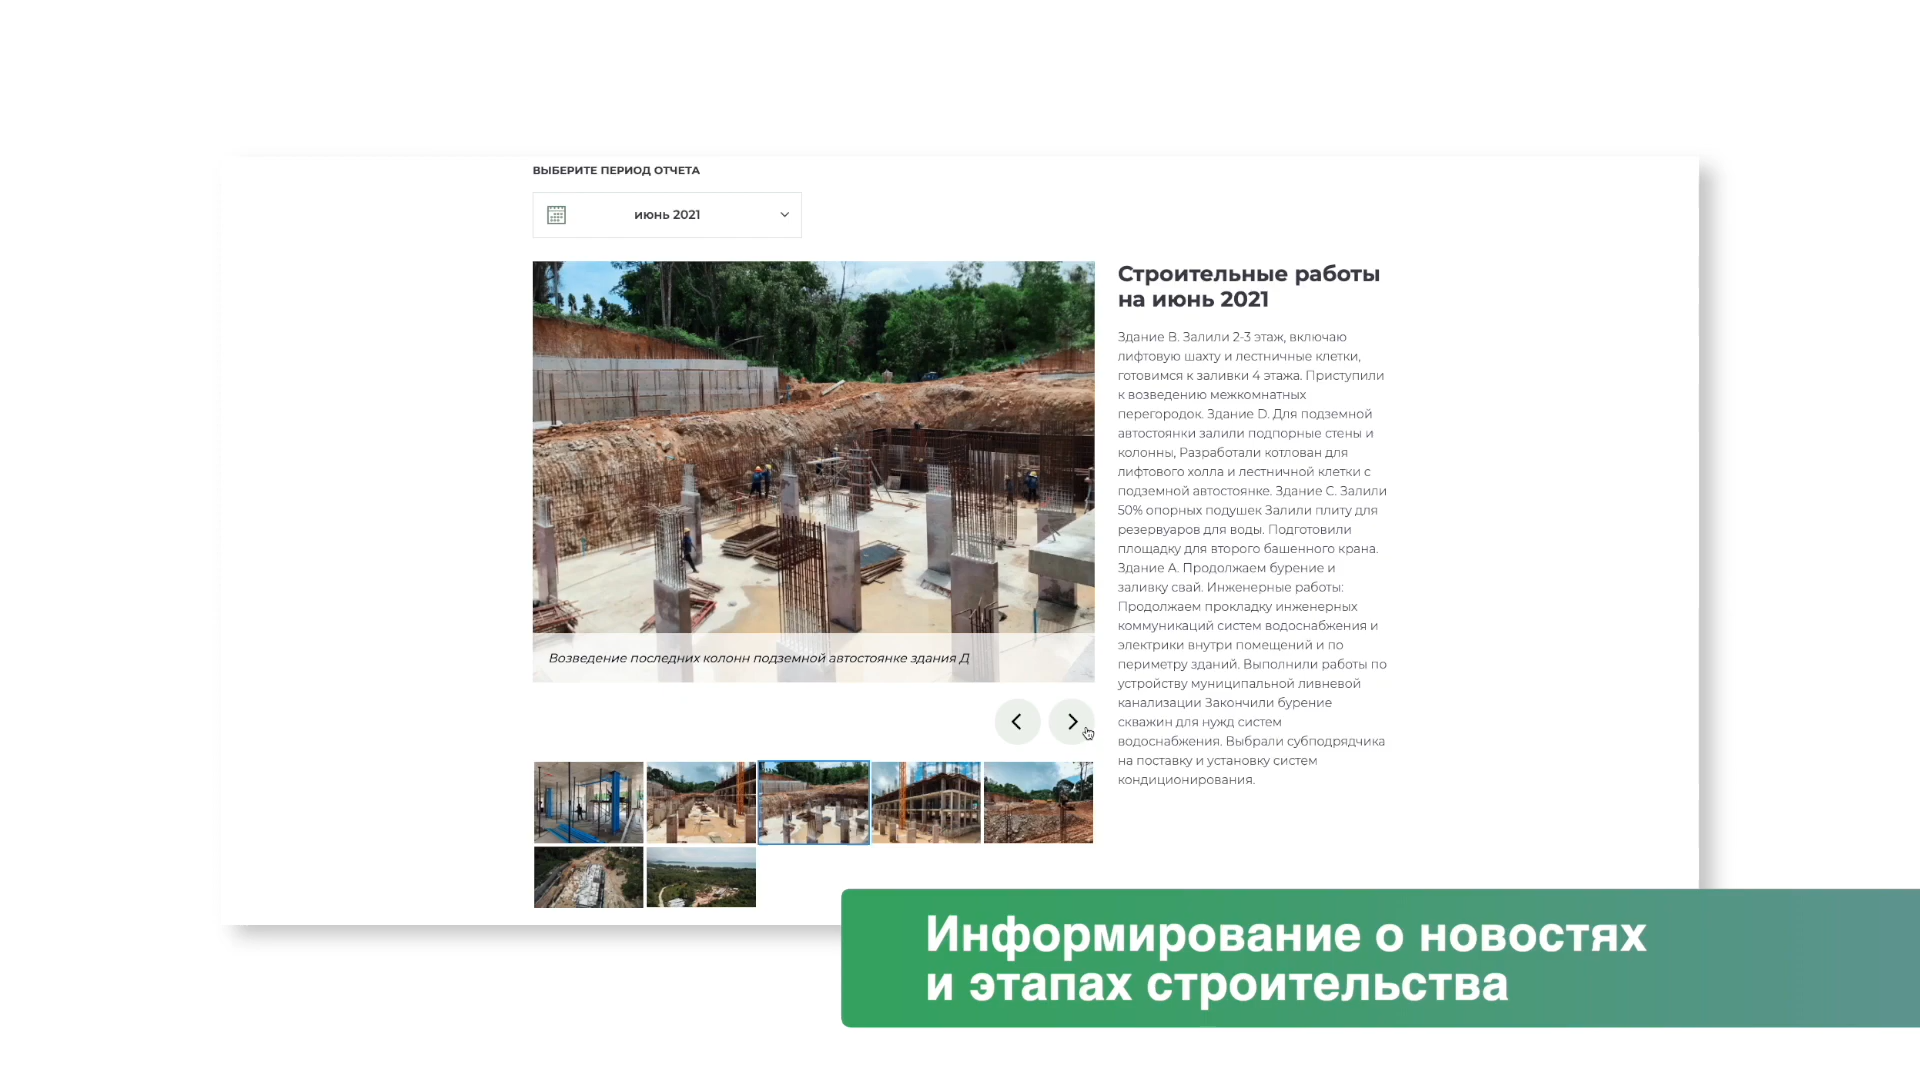 ВЫБЕРИТЕ ПЕРИОД ОТЧЕТА
июнь 2021
Строительные работы
на июнь 2021
Здание В. Залили 2-3 этаж, включаю
лифтовую шахту и лестничные клетки,
готовимся к заливки 4 этажа. Приступили
к возведению межкомнатных
перегородок. Здание D. Для подземной
автостоянки залили подпорные стены и
колонны, Разработали котлован для
лифтового холла и лестничной клетки с
подземной автостоянке. Здание С. Залили
50% опорных подушек Залили плиту для
резервуаров для воды. Подготовили
площадку для второго башенного крана.
Здание А. Продолжаем бурение и
заливку свай. Инженерные работы:
Продолжаем прокладку инженерных
коммуникаций систем водоснабжения и
электрики внутри помещений и по
периметру зданий. Выполнили работы по
устройству муниципальной ливневой
канализации Закончили бурение
скважин для нужд систем
водоснабжения. Выбрали субподрядчика
на поставку и установку систем
кондиционирования.
Возведение последних колонн подземной автостоянке здания Д
Информирование о новостях
и этапах строительства